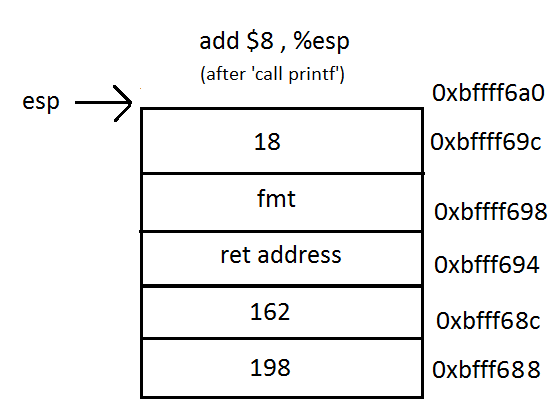 add $8 , %esp
(after 'call printf')
esp
0xbffff6a0
18
0xbffff69c
fmt
0xbffff698
ret address
0xbfff694
162
0xbfff68c
198
0xbfff688